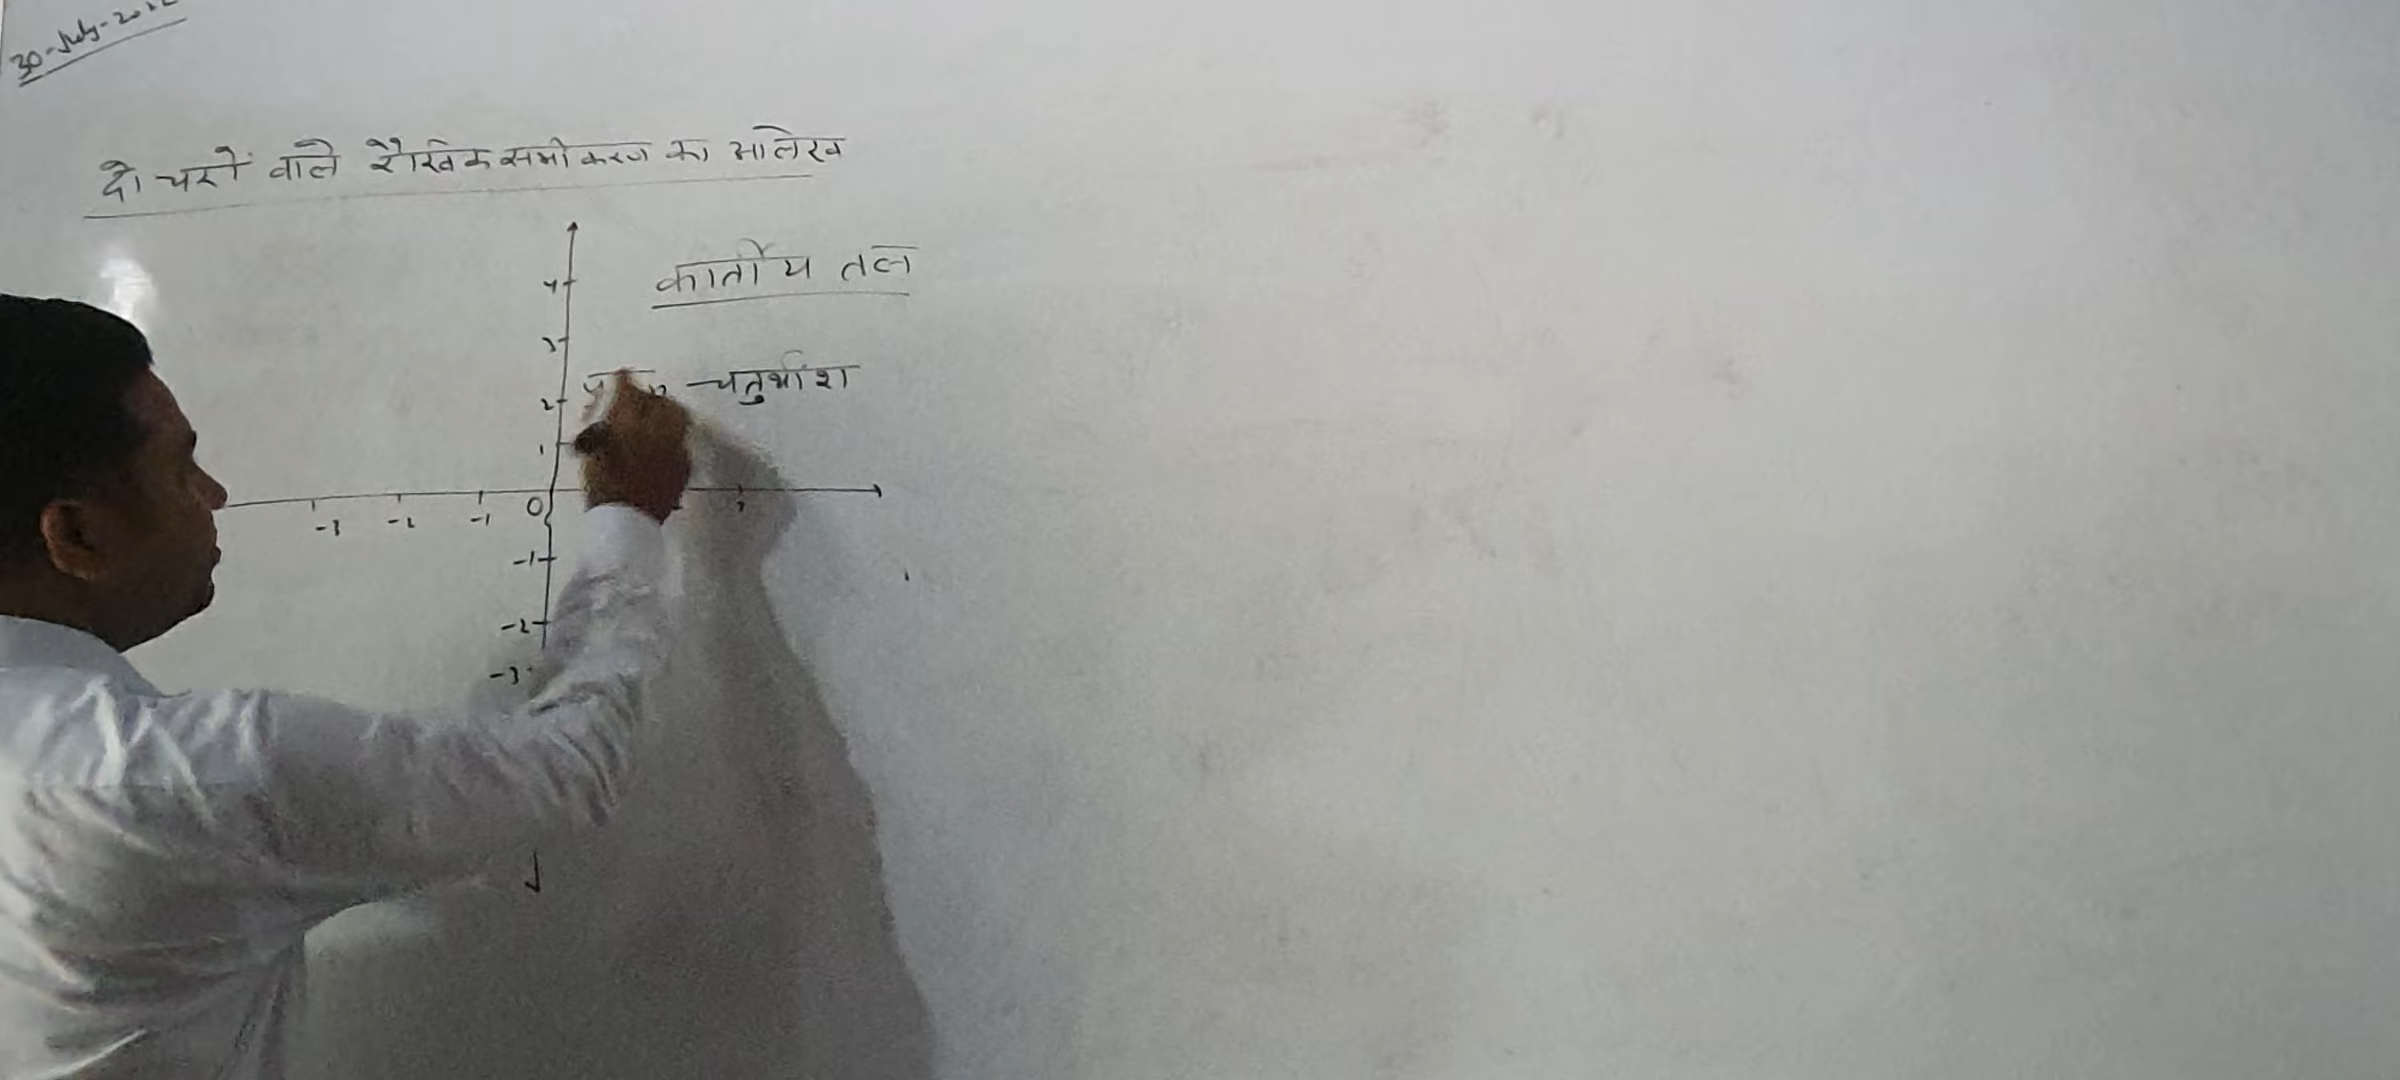 30-July-2022
दो चरों वाले रैखिक समीकरण का आलेख
कार्तीय तल
4
3
चतुर्थांश
2
1
-3 -2 -1 0
-1
-2
-3